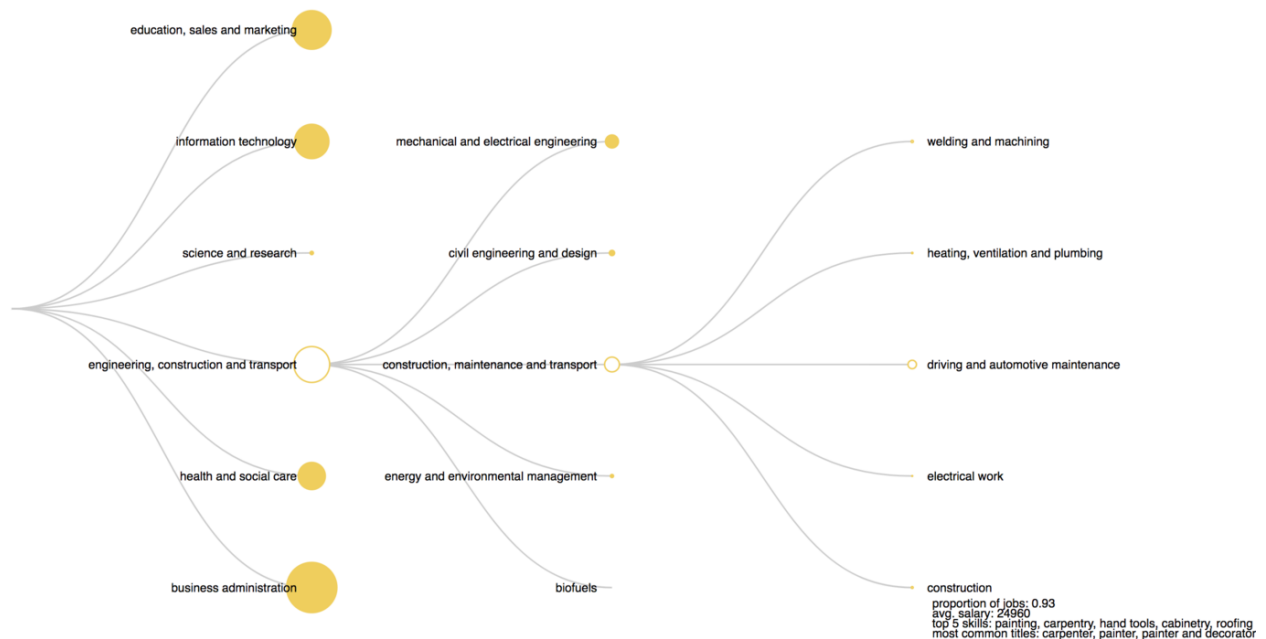 education, sales and marketing
information technology
mechanical and electrical engineering
welding and machining
science and research
civil engineering and design
heating, ventilation and plumbing
engineering, construction and transport
construction, maintenance and transport
driving and automotive maintenance
health and social care
energy and environmental management
electrical work
business administration
biofuels
construction
proportion of jobs: 0.93
avg. salary: 24960
top 5 skills: painting, carpentry, hand tools, cabinetry, roofing
most common titles: carpenter, painter, painter and decorator